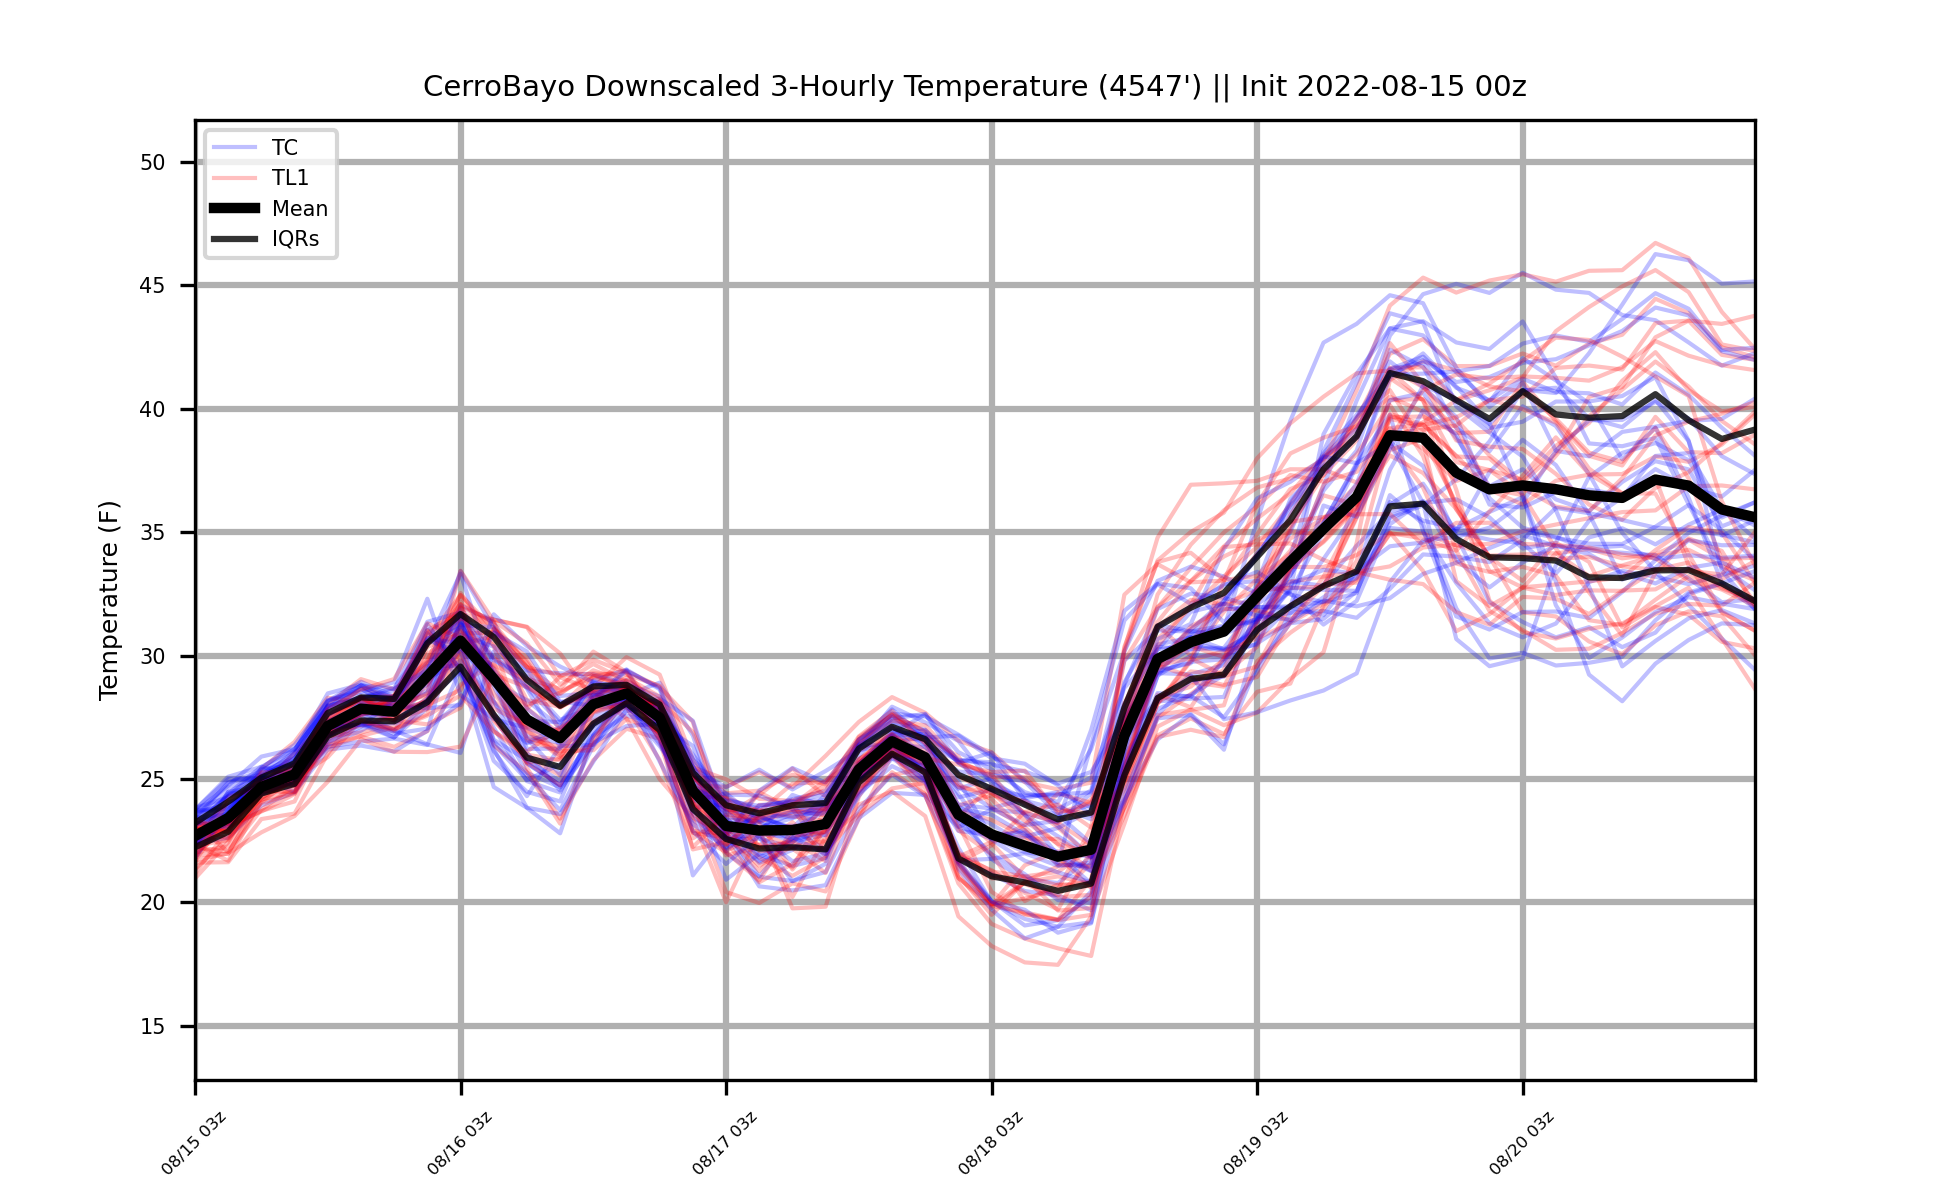 CerroBayo Downscaled 3-Hourly Temperature (4547') || Init 2022-08-15 00z
TC
TL1
Mean
IQRs
Temperature (F)
50
45
40
35
30
25
20
15
08/15 03z
08/16 03z
08/17 03z
08/18 03z
08/19 03z
08/20 03z